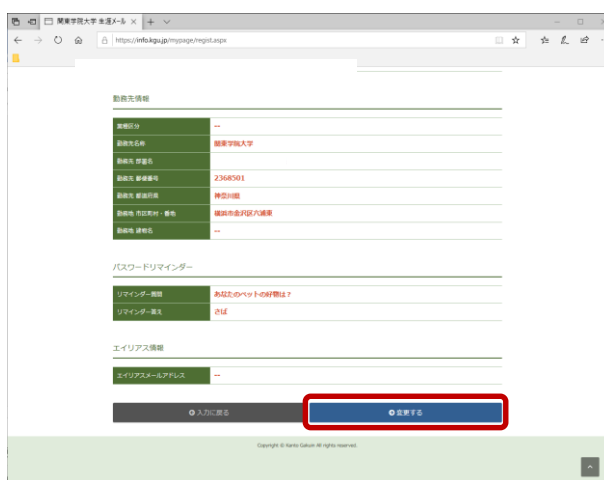 関東学院大学 生涯メール
https://info.kgu.jp/mypage/regist.aspx
勤務先情報
業種区分 --
勤務先名称 関東学院大学
勤務先 部署名
勤務先 郵便番号 2368501
勤務先 都道府県 神奈川県
勤務地 市区町村・番地 横浜市金沢区六浦東
勤務地 建物名 --
パスワードリマインダー
リマインダー質問 あなたのペットの好物は？
リマインダー答え さば
エイリアス情報
エイリアスメールアドレス --
入力に戻る 変更する
Copyright © Kanto Gakuin All rights reserved.